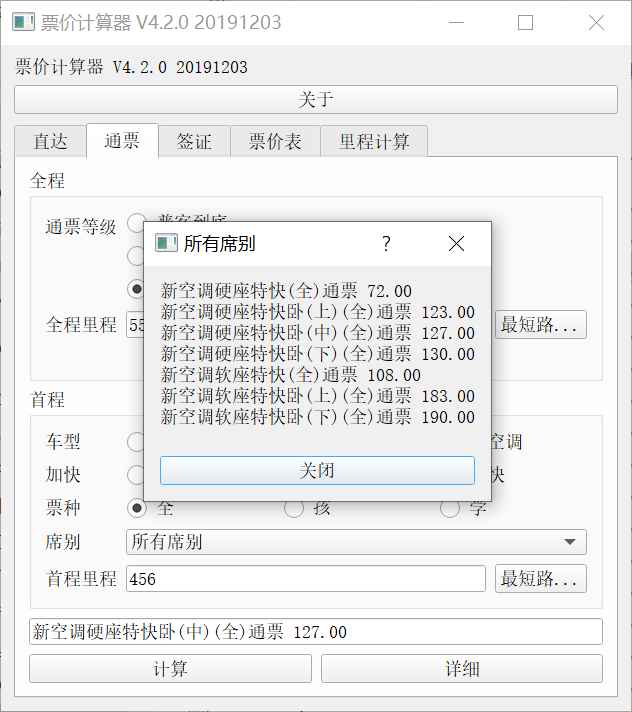 票价计算器 V4.2.0 20191203
票价计算器 V4.2.0 20191203
关于
直达 通票 签证 票价表 里程计算
全程
通票等级
所有席别
新空调硬座特快(全)通票 72.00
新空调硬座特快卧(上)(全)通票 123.00
新空调硬座特快卧(中)(全)通票 127.00
新空调硬座特快卧(下)(全)通票 130.00
新空调软座特快(全)通票 108.00
新空调软座特快卧(上)(全)通票 183.00
新空调软座特快卧(下)(全)通票 190.00
关闭
全程里程 55 最短路...
首程
车型 空调
加快 快
票种 全 孩 学
席别 所有席别
首程里程 456 最短路...
新空调硬座特快卧(中)(全)通票 127.00
计算 详细